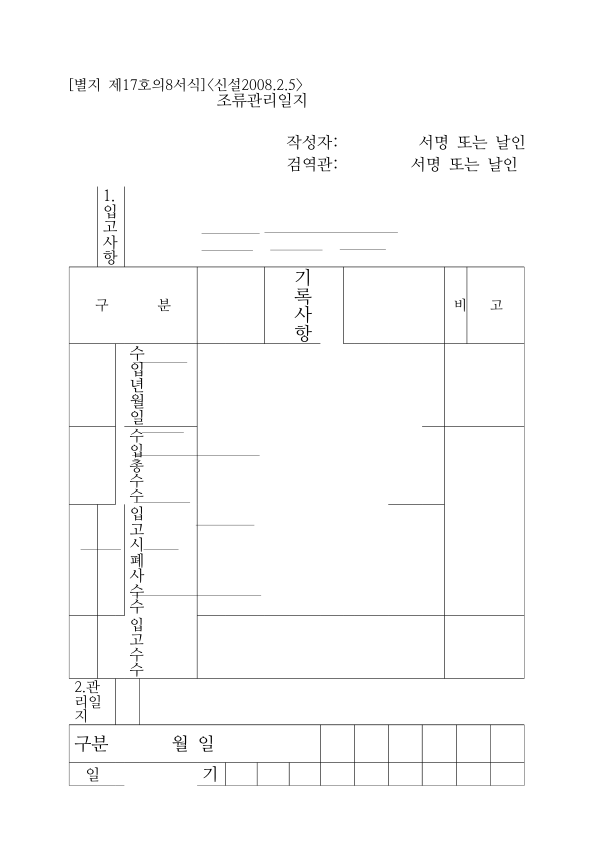 [별지 제17호의8서식]<신설2008.2.5>
조류관리일지
작성자: 서명 또는 날인
검역관: 서명 또는 날인
1.입고사항
구 분 기록사항 비 고
수입년월일
수입총수수
입고시폐사수수
입고수수
2.관
리일
지
구분 월 일
일 기